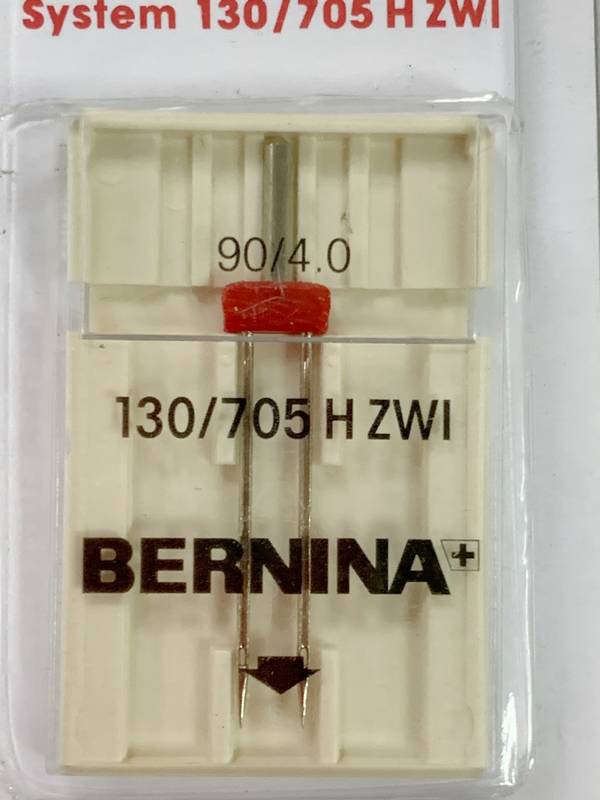 System 130/705 H ZWI
90/4.0
130/705 H ZWI
BERNINA+